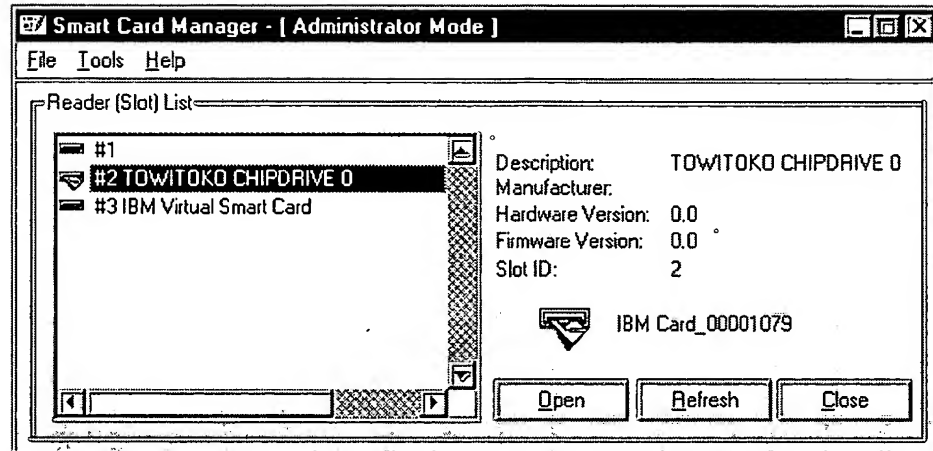 Smart Card Manager - [ Administrator Mode ]
File Tools Help
Reader (Slot) List
#1
#2 TOWITOKO CHIPDRIVE 0
#3 IBM Virtual Smart Card
Description: TOWITOKO CHIPDRIVE 0
Manufacturer:
Hardware Version: 0.0
Firmware Version: 0.0
Slot ID: 2
IBM Card_00001079
Open Refresh Close